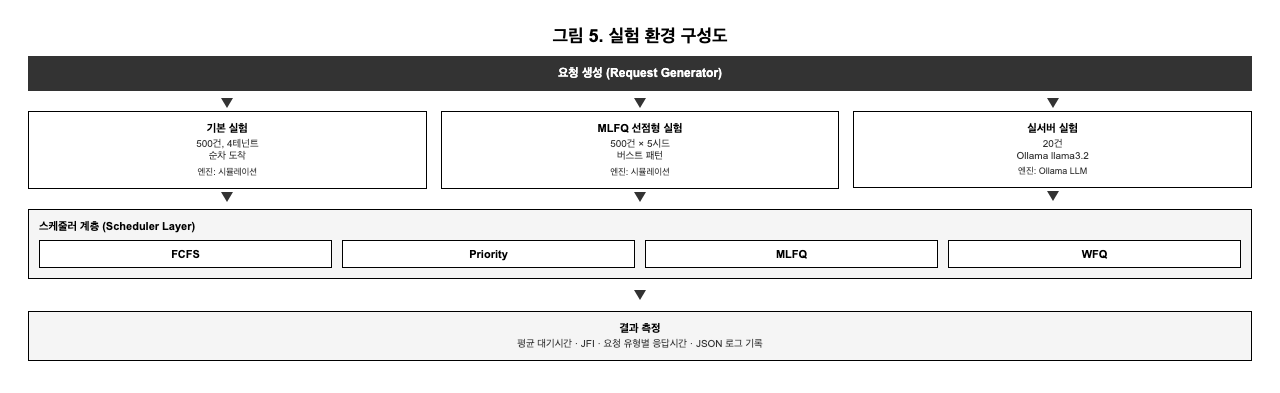 그림 5. 실험 환경 구성도
요청 생성 (Request Generator)
기본 실험
500건, 4테넌트
순차 도착
엔진: 시뮬레이션
MLFQ 선점형 실험
500건 × 5시드
버스트 패턴
엔진: 시뮬레이션
실서버 실험
20건
Ollama llama3.2
엔진: Ollama LLM
스케줄러 계층 (Scheduler Layer)
FCFS
Priority
MLFQ
WFQ
결과 측정
평균 대기시간 · JFI · 요청 유형별 응답시간 · JSON 로그 기록